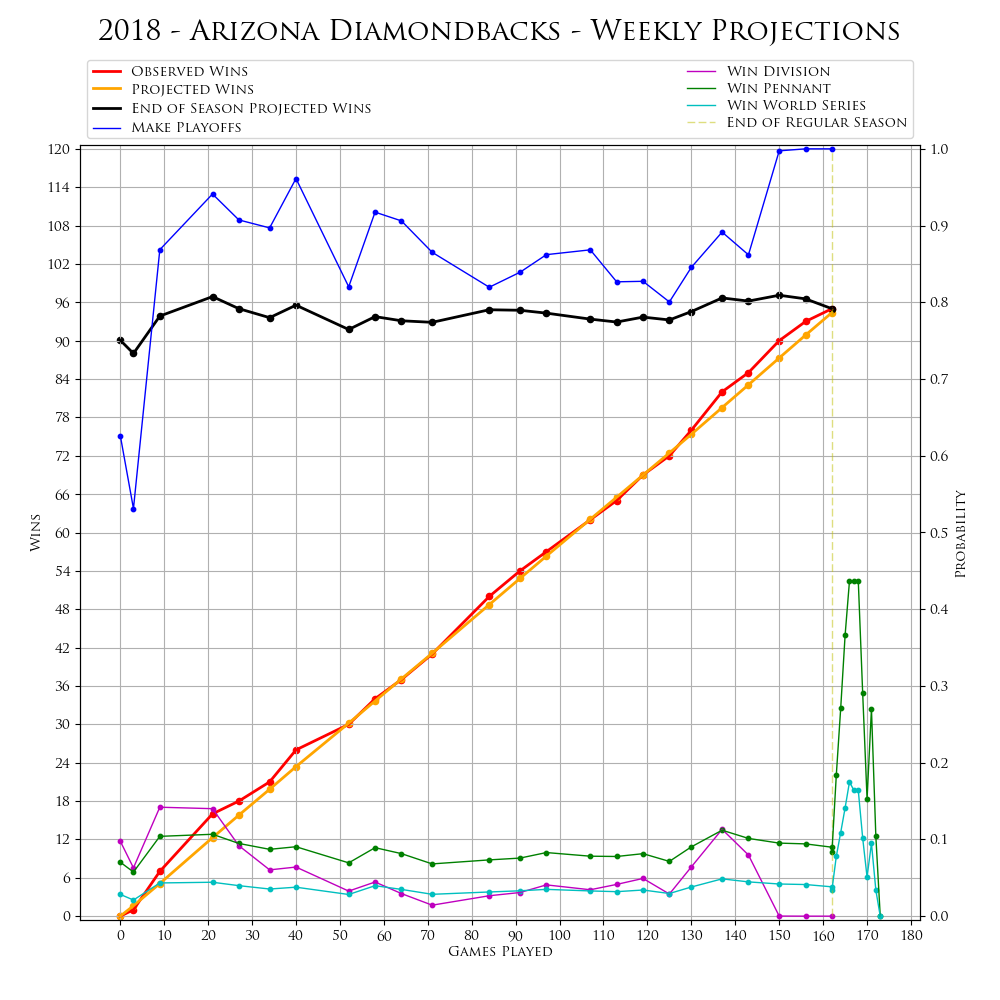 2018 - Arizona Diamondbacks - Weekly Projections
Observed Wins
Projected Wins
End of Season Projected Wins
Make Playoffs
Win Division
Win Pennant
Win World Series
End of Regular Season
120
114
108
102
96
90
84
78
72
66
60
54
48
42
36
30
24
18
12
6
0
Wins
1.0
0.9
0.8
0.7
0.6
0.5
0.4
0.3
0.2
0.1
0.0
Probability
0 10 20 30 40 50 60 70 80 90 100 110 120 130 140 150 160 170 180
Games Played